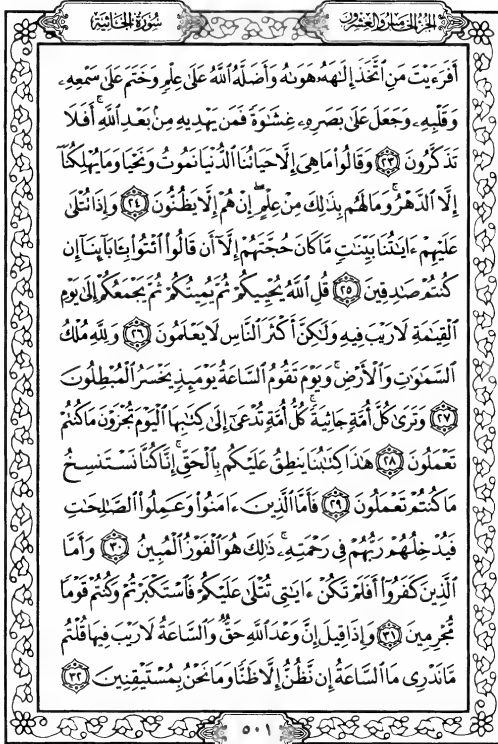 سُورَةُ الجَاثِيَة
الجزء الخامس والعشرون
أَفَرَءَيْتَ مَنِ ٱتَّخَذَ إِلَٰهَهُۥ هَوَىٰهُ وَأَضَلَّهُ ٱللَّهُ عَلَىٰ عِلْمٍ وَخَتَمَ عَلَىٰ سَمْعِهِۦ
وَقَلْبِهِۦ وَجَعَلَ عَلَىٰ بَصَرِهِۦ غِشَٰوَةً فَمَن يَهْدِيهِ مِنۢ بَعْدِ ٱللَّهِ ۚ أَفَلَا
تَذَكَّرُونَ ﴿٢٣﴾ وَقَالُوا۟ مَا هِىَ إِلَّا حَيَاتُنَا ٱلدُّنْيَا نَمُوتُ وَنَحْيَا وَمَا يُهْلِكُنَآ
إِلَّا ٱلدَّهْرُ ۚ وَمَا لَهُم بِذَٰلِكَ مِنْ عِلْمٍ ۖ إِنْ هُمْ إِلَّا يَظُنُّونَ ﴿٢٤﴾ وَإِذَا تُتْلَىٰ
عَلَيْهِمْ ءَايَٰتُنَا بَيِّنَٰتٍ مَّا كَانَ حُجَّتَهُمْ إِلَّآ أَن قَالُوا۟ ٱئْتُوا۟ بِـَٔابَآئِنَآ إِن
كُنتُمْ صَٰدِقِينَ ﴿٢٥﴾ قُلِ ٱللَّهُ يُحْيِيكُمْ ثُمَّ يُمِيتُكُمْ ثُمَّ يَجْمَعُكُمْ إِلَىٰ يَوْمِ
ٱلْقِيَٰمَةِ لَا رَيْبَ فِيهِ وَلَٰكِنَّ أَكْثَرَ ٱلنَّاسِ لَا يَعْلَمُونَ ﴿٢٦﴾ وَلِلَّهِ مُلْكُ
ٱلسَّمَٰوَٰتِ وَٱلْأَرْضِ ۚ وَيَوْمَ تَقُومُ ٱلسَّاعَةُ يَوْمَئِذٍ يَخْسَرُ ٱلْمُبْطِلُونَ
﴿٢٧﴾ وَتَرَىٰ كُلَّ أُمَّةٍ جَاثِيَةً ۚ كُلُّ أُمَّةٍ تُدْعَىٰٓ إِلَىٰ كِتَٰبِهَا ٱلْيَوْمَ تُجْزَوْنَ مَا كُنتُمْ
تَعْمَلُونَ ﴿٢٨﴾ هَٰذَا كِتَٰبُنَا يَنطِقُ عَلَيْكُم بِٱلْحَقِّ ۚ إِنَّا كُنَّا نَسْتَنسِخُ
مَا كُنتُمْ تَعْمَلُونَ ﴿٢٩﴾ فَأَمَّا ٱلَّذِينَ ءَامَنُوا۟ وَعَمِلُوا۟ ٱلصَّٰلِحَٰتِ
فَيُدْخِلُهُمْ رَبُّهُمْ فِى رَحْمَتِهِۦ ۚ ذَٰلِكَ هُوَ ٱلْفَوْزُ ٱلْمُبِينُ ﴿٣٠﴾ وَأَمَّا
ٱلَّذِينَ كَفَرُوٓا۟ أَفَلَمْ تَكُنْ ءَايَٰتِى تُتْلَىٰ عَلَيْكُمْ فَٱسْتَكْبَرْتُمْ وَكُنتُمْ قَوْمًا
مُّجْرِمِينَ ﴿٣١﴾ وَإِذَا قِيلَ إِنَّ وَعْدَ ٱللَّهِ حَقٌّ وَٱلسَّاعَةُ لَا رَيْبَ فِيهَا قُلْتُم
مَّا نَدْرِى مَا ٱلسَّاعَةُ إِن نَّظُنُّ إِلَّا ظَنًّا وَمَا نَحْنُ بِمُسْتَيْقِنِينَ ﴿٣٢﴾
٥٠١